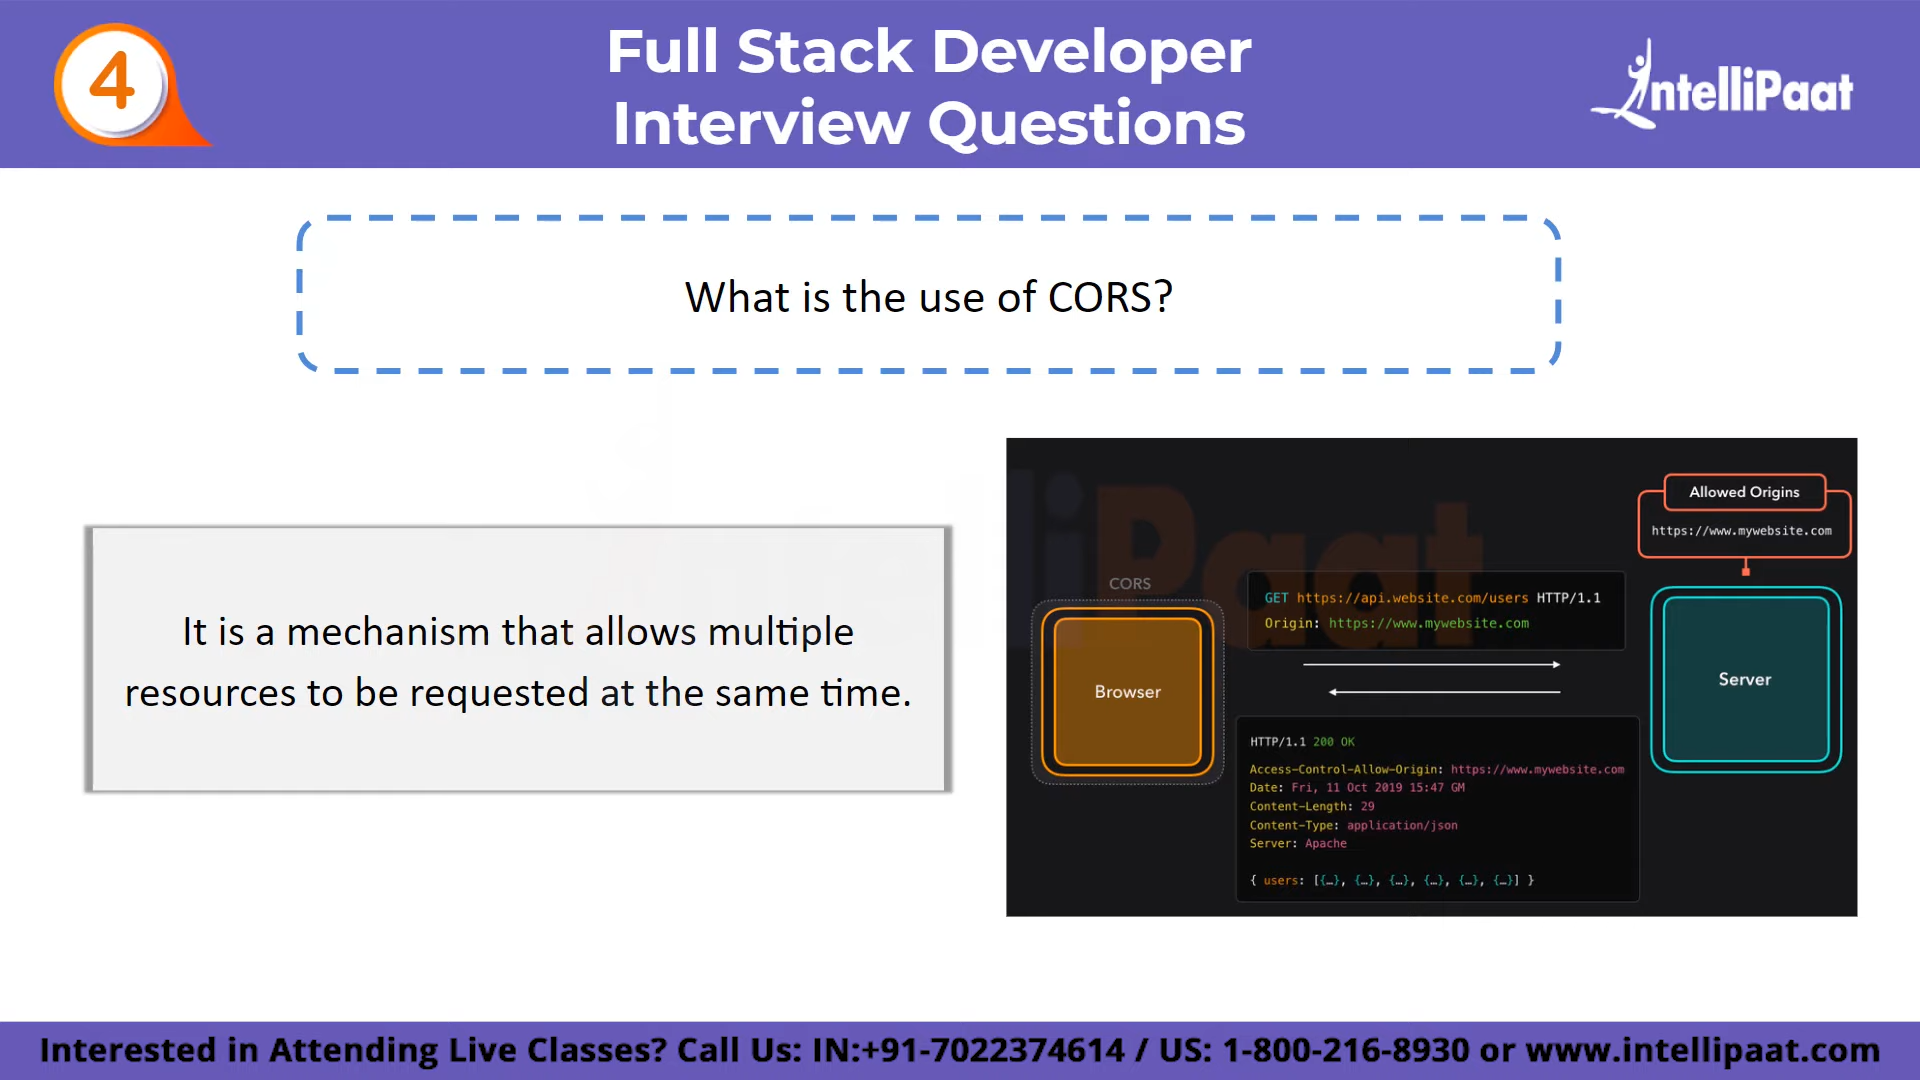 4
Full Stack Developer
Interview Questions
IntelliPaat
What is the use of CORS?
It is a mechanism that allows multiple
resources to be requested at the same time.
Allowed Origins
https://www.mywebsite.com
CORS
Browser
GET https://api.website.com/users HTTP/1.1
Origin: https://www.mywebsite.com
Server
HTTP/1.1 200 OK
Access-Control-Allow-Origin: https://www.mywebsite.com
Date: Fri, 11 Oct 2019 15:47 GM
Content-Length: 29
Content-Type: application/json
Server: Apache
{ users: [{…}, {…}, {…}, {…}, {…}, {…}] }
lliPaat
Interested in Attending Live Classes? Call Us: IN:+91-7022374614 / US: 1-800-216-8930 or www.intellipaat.com